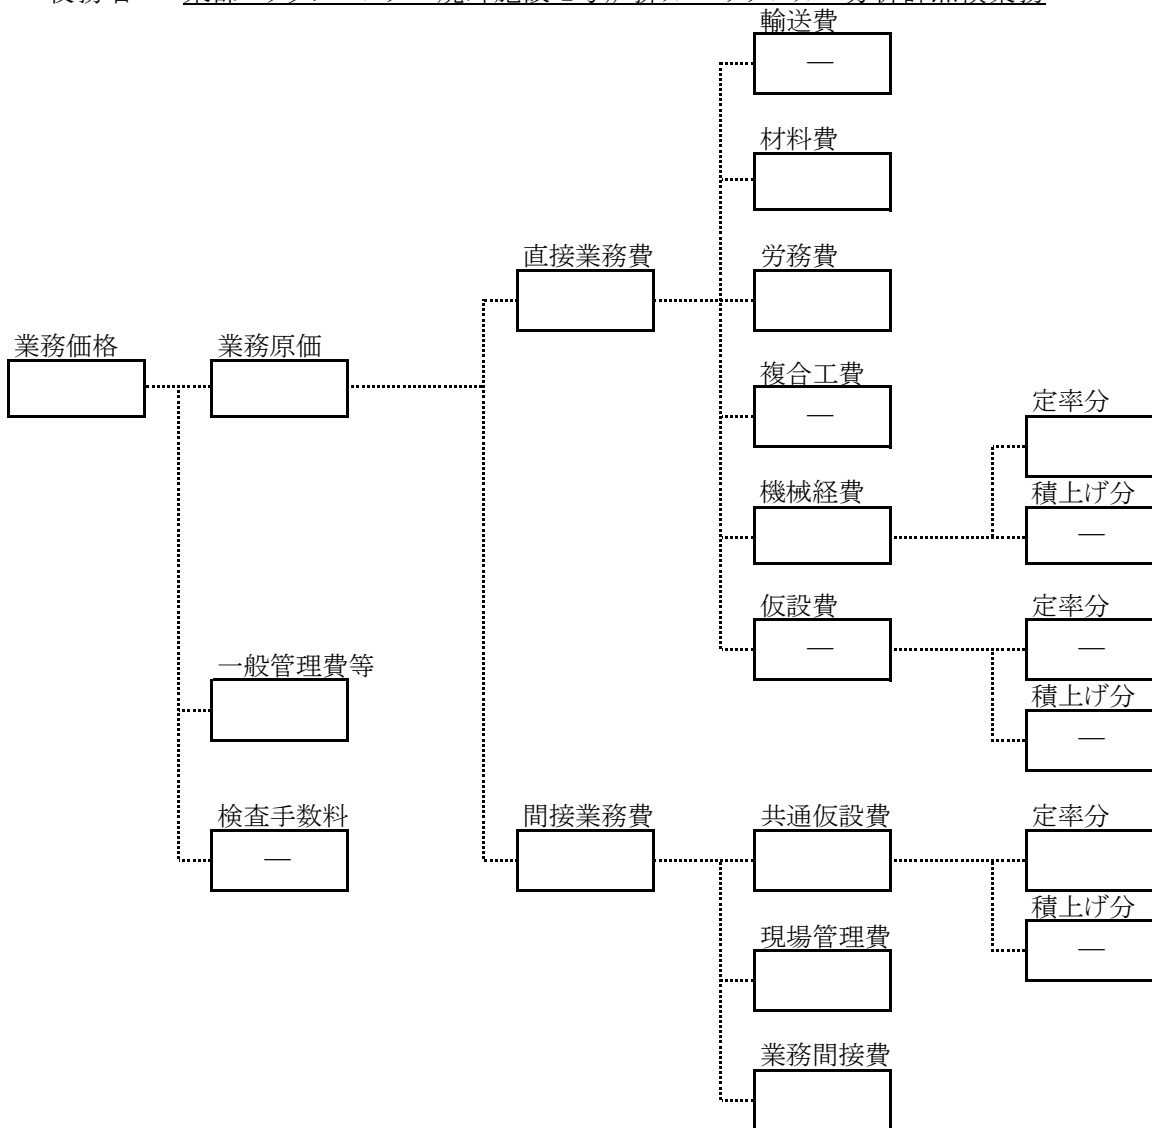 輸送費
—
材料費
直接業務費
労務費
業務価格
業務原価
複合工費
—
定率分
機械経費
積上げ分
—
仮設費
—
定率分
—
一般管理費等
積上げ分
—
検査手数料
—
間接業務費
共通仮設費
定率分
積上げ分
—
現場管理費
業務間接費